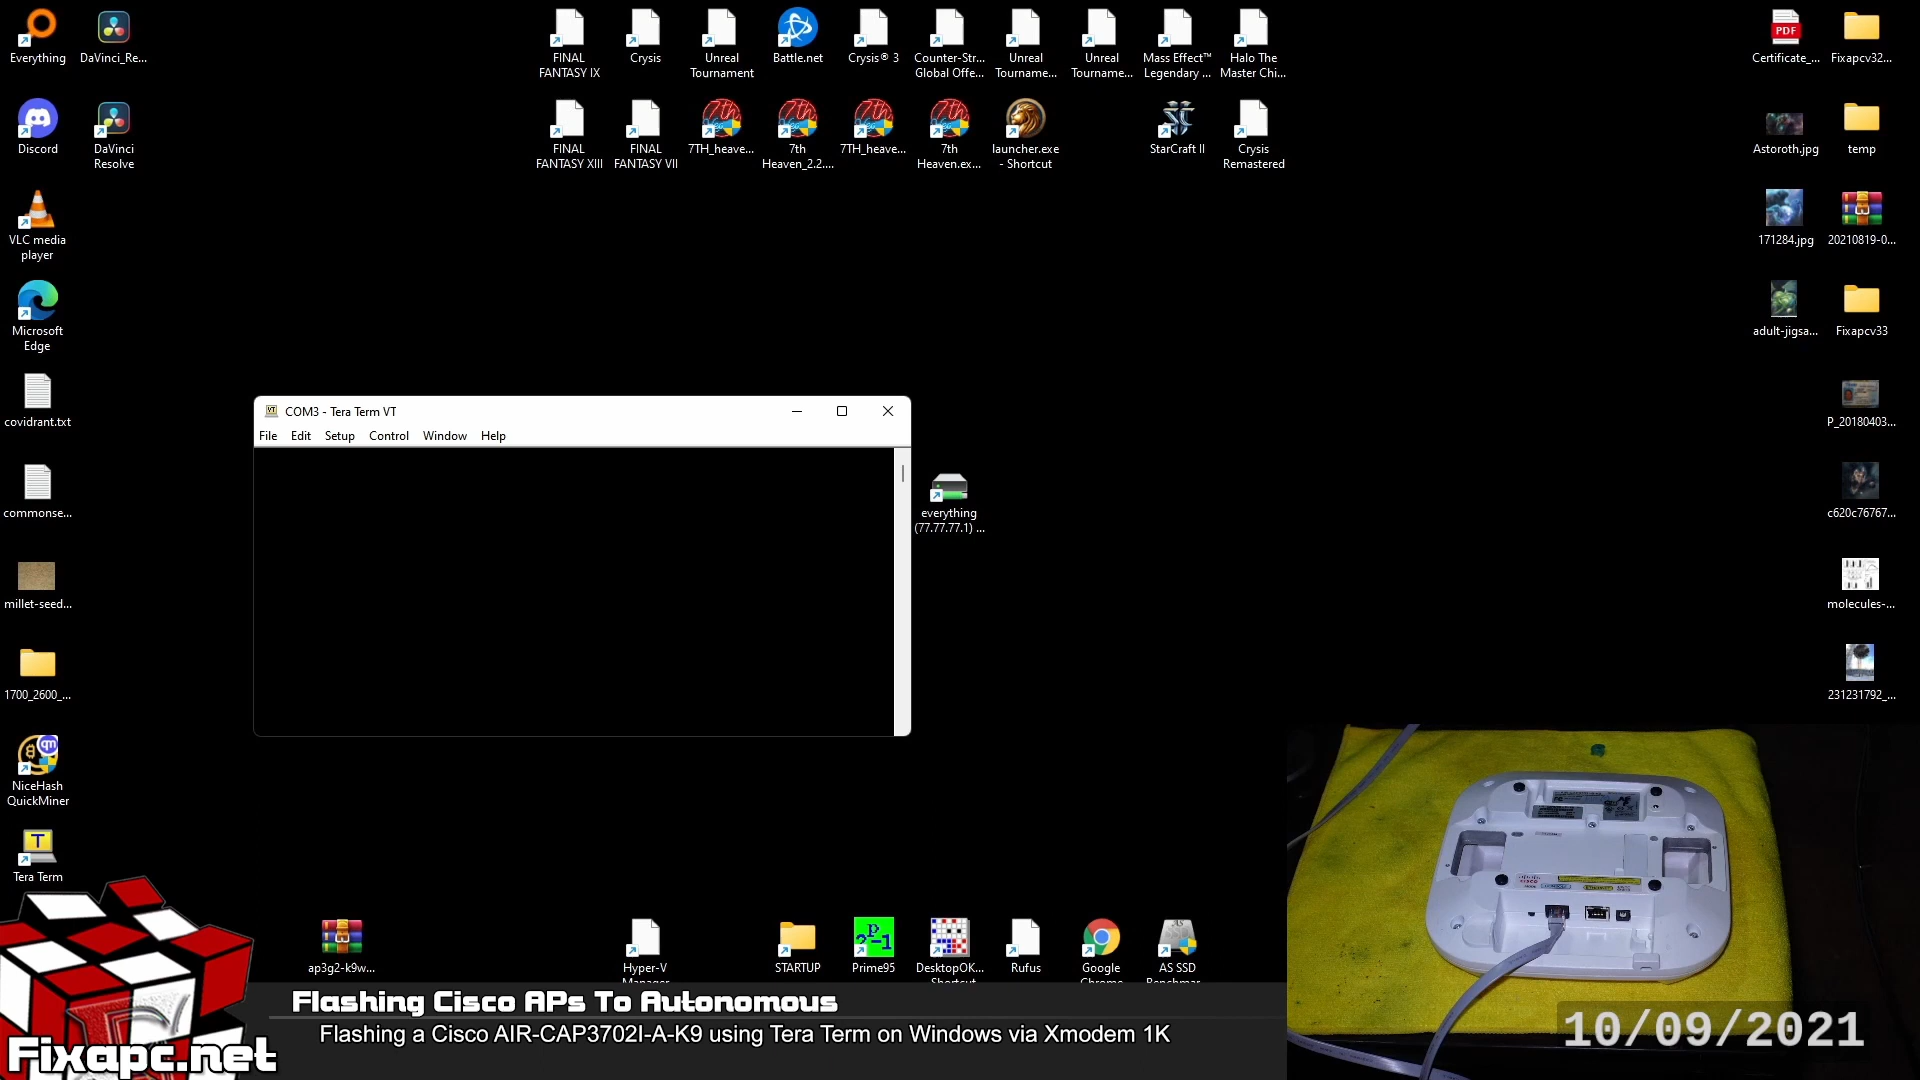 Everything
DaVinci_Re...
FINAL
FANTASY IX
Crysis
Unreal
Tournament
Battle.net
Crysis® 3
Counter-Str...
Global Offe...
Unreal
Tourname...
Unreal
Tourname...
Mass Effect™
Legendary ...
Halo The
Master Chi...
PDF
Certificate_...
Fixapcv32...
Discord
DaVinci
Resolve
FINAL
FANTASY XIII
FINAL
FANTASY VII
7TH_heave...
7th
Heaven_2.2....
7TH_heave...
7th
Heaven.ex...
launcher.exe
- Shortcut
StarCraft II
Crysis
Remastered
Astoroth.jpg
temp
VLC media
player
171284.jpg
20210819-0...
Microsoft
Edge
adult-jigsa...
Fixapcv33
covidrant.txt
P_20180403...
COM3 - Tera Term VT
File Edit Setup Control Window Help
commonse...
everything
(77.77.77.1) ...
c620c76767...
millet-seed...
molecules-...
1700_2600_...
231231792_...
NiceHash
QuickMiner
Tera Term
ap3g2-k9w...
Hyper-V
Manager
STARTUP
Prime95
DesktopOK...
Shortcut
Rufus
Google
Chrome
AS SSD
Benchmar...
Flashing Cisco APs To Autonomous
Flashing a Cisco AIR-CAP3702I-A-K9 using Tera Term on Windows via Xmodem 1K
Fixapc.net
10/09/2021